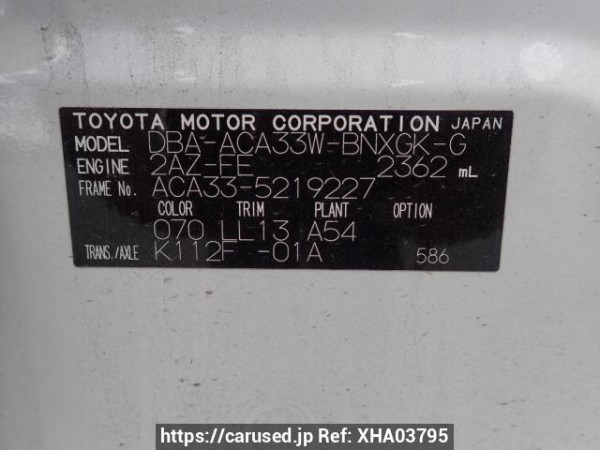 TOYOTA MOTOR CORPORATION JAPAN
MODEL DBA-ACA33W-BNXGK-G
ENGINE 2AZ-FE 2362 mL
FRAME No. ACA33-5219227
COLOR TRIM PLANT OPTION
070 LL13 A54
TRANS./AXLE K112F -01A 586
https://carused.jp Ref: XHA03795